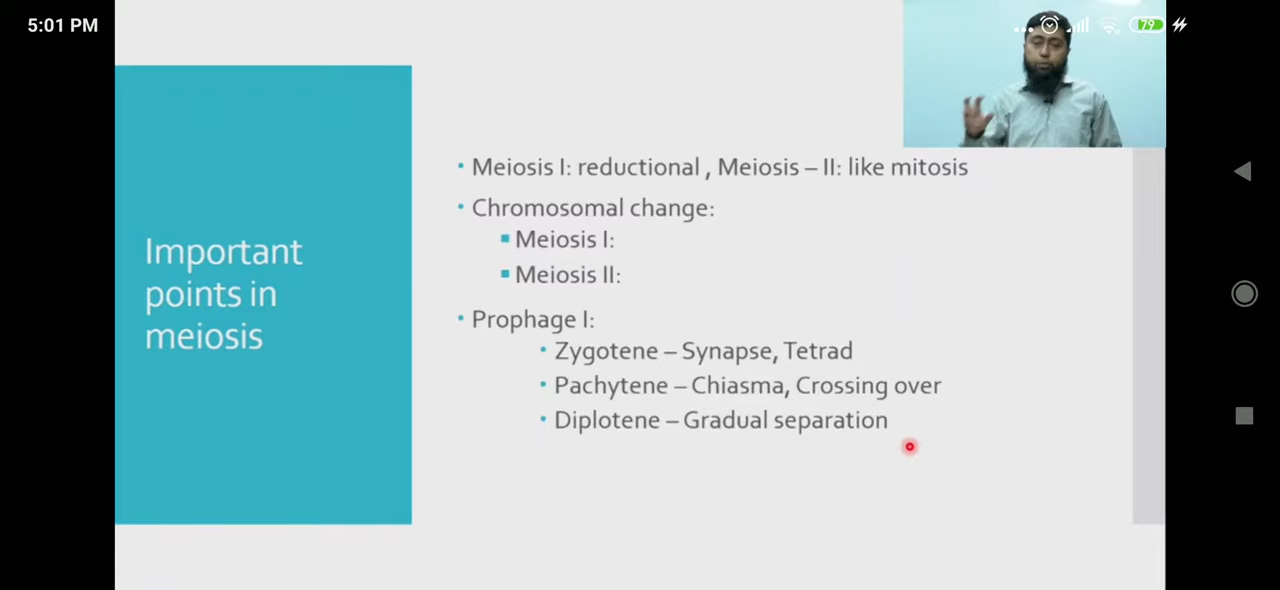 5:01 PM
79
Important
points in
meiosis
• Meiosis I: reductional , Meiosis – II: like mitosis
• Chromosomal change:
▪ Meiosis I:
▪ Meiosis II:
• Prophage I:
• Zygotene – Synapse, Tetrad
• Pachytene – Chiasma, Crossing over
• Diplotene – Gradual separation